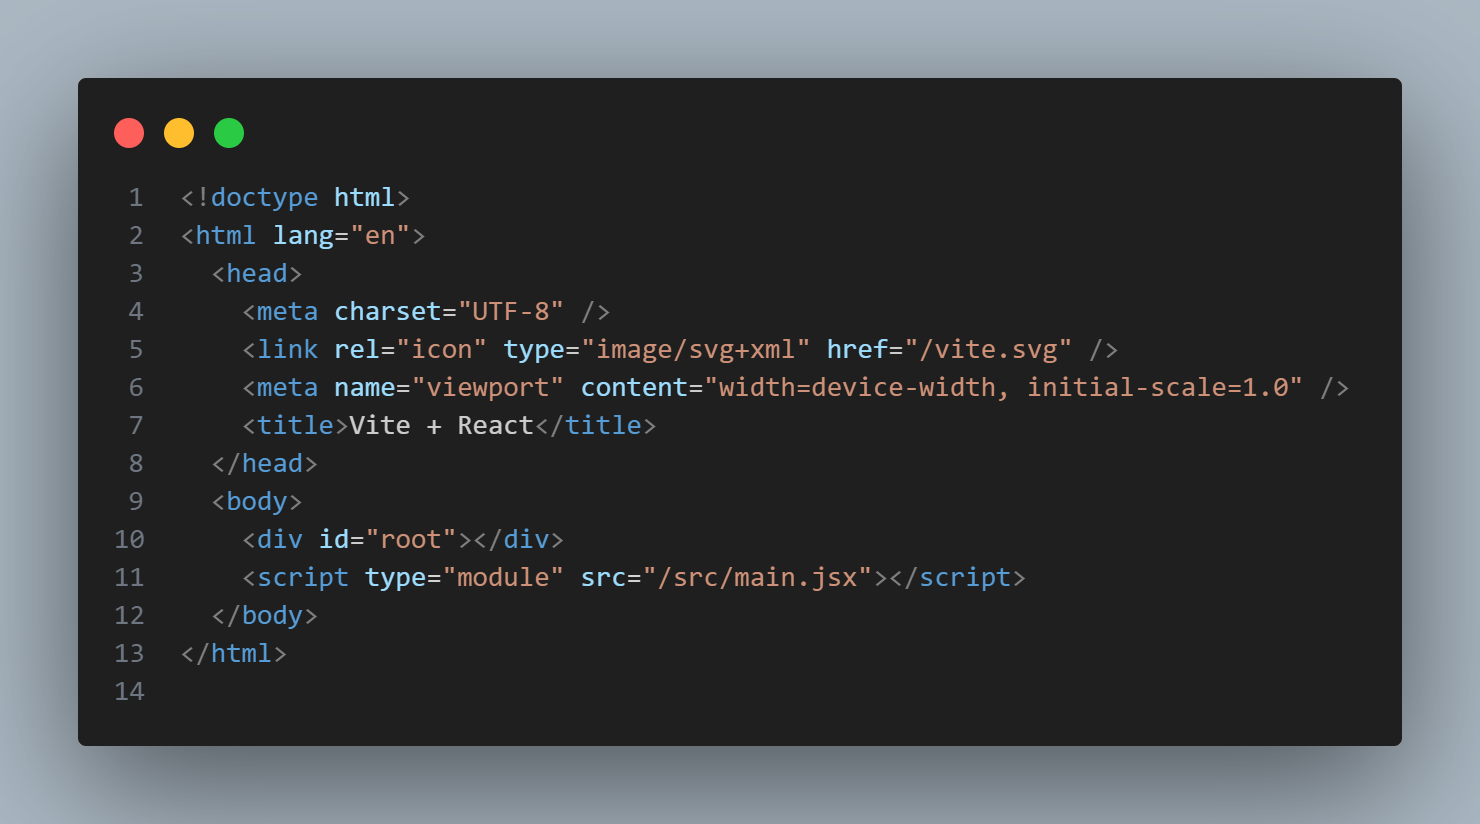 1 <!doctype html>
2 <html lang="en">
3   <head>
4     <meta charset="UTF-8" />
5     <link rel="icon" type="image/svg+xml" href="/vite.svg" />
6     <meta name="viewport" content="width=device-width, initial-scale=1.0" />
7     <title>Vite + React</title>
8   </head>
9   <body>
10     <div id="root"></div>
11     <script type="module" src="/src/main.jsx"></script>
12   </body>
13 </html>
14